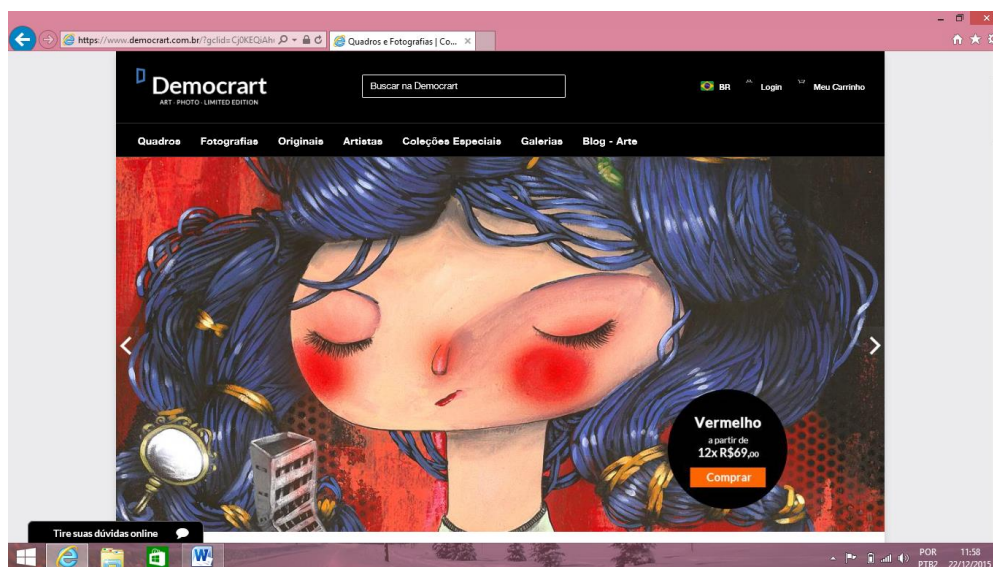 https://www.democrart.com.br/?gclid=Cj0KEQiAh
Quadros e Fotografias | Co...
Democrart
ART · PHOTO · LIMITED EDITION
Buscar na Democrart
BR
Login
Meu Carrinho
Quadros Fotografias Originais Artistas Coleções Especiais Galerias Blog - Arte
Vermelho
a partir de
12x R$69,00
Comprar
Tire suas dúvidas online
POR
PTB2
11:58
22/12/2015